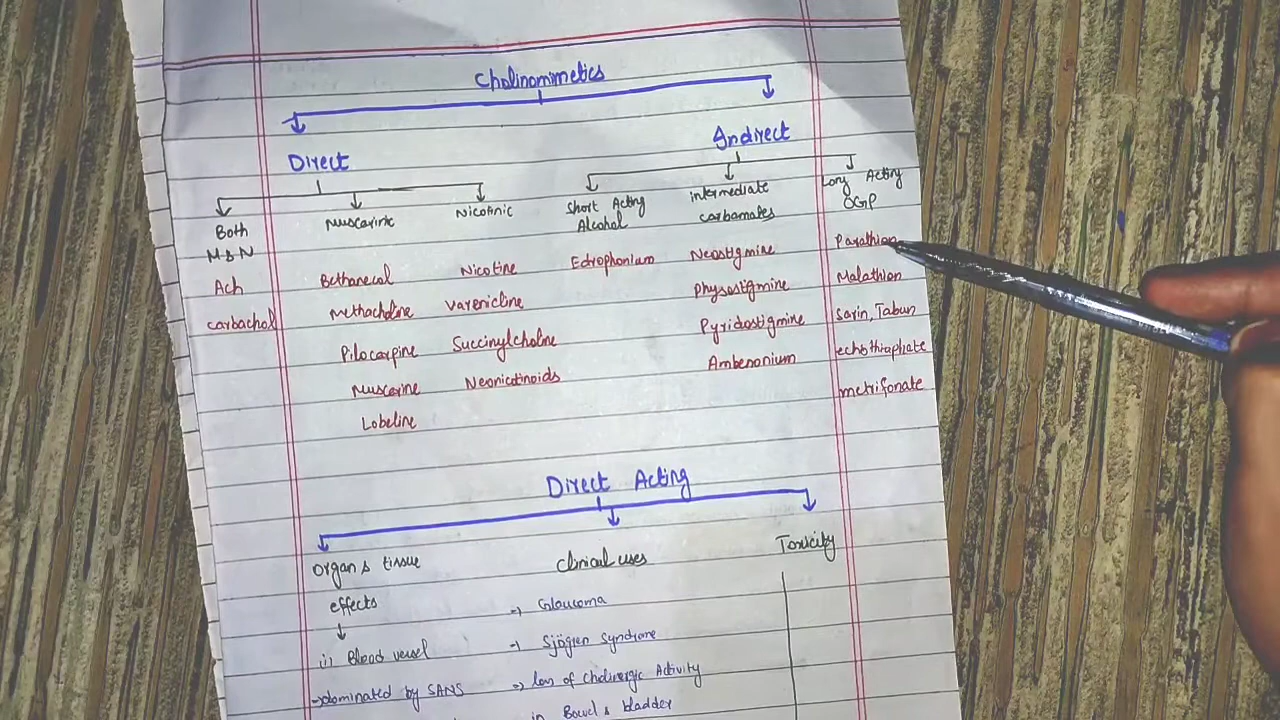 Cholinomimetics
Direct
Indirect
Both
M & N
Muscarinic
Nicotinic
Short Acting
Alcohol
intermediate
carbamates
Long Acting
OGP
Ach
carbachol
Bethanecol
Methacholine
Pilocarpine
Muscarine
Lobeline
Nicotine
Varenicline
Succinylcholine
Neonicotinoids
Edrophonium
Neostigmine
Physostigmine
Pyridostigmine
Ambenonium
Parathion
Malathion
Sarin, Tabun
echothiaphate
metrifonate
Direct Acting
organ & tissue
effects
i) Blood vessel
→dominated by SANS
Clinical uses
→ Glaucoma
→ Sjögren Syndrome
→ loss of cholinergic Activity
in Bowel & bladder
Toxicity